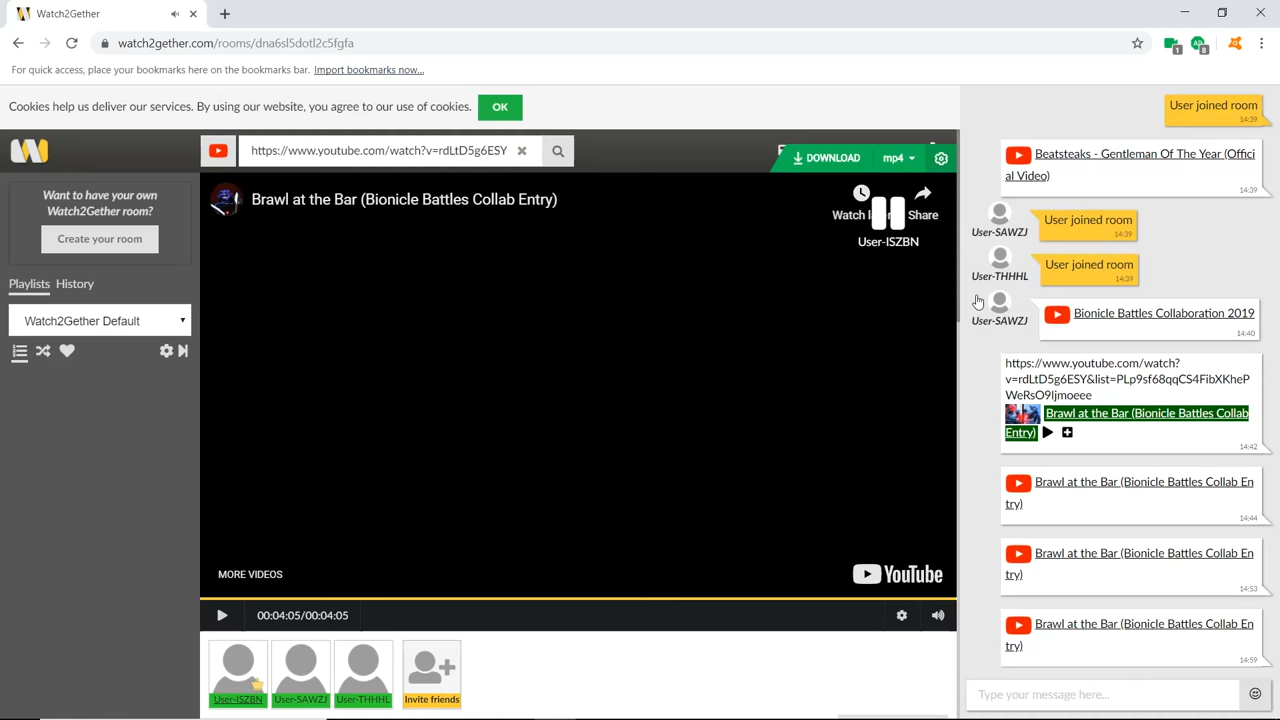 Watch2Gether
watch2gether.com/rooms/dna6sl5dotl2c5fgfa
1
8
For quick access, place your bookmarks here on the bookmarks bar. Import bookmarks now...
Cookies help us deliver our services. By using our website, you agree to our use of cookies.
OK
https://www.youtube.com/watch?v=rdLtD5g6ESY
DOWNLOAD
mp4
Want to have your own
Watch2Gether room?
Create your room
Playlists
History
Watch2Gether Default
Brawl at the Bar (Bionicle Battles Collab Entry)
Share
User-ISZBN
MORE VIDEOS
YouTube
00:04:05/00:04:05
User-ISZBN
User-SAWZJ
User-THHHL
Invite friends
User joined room
14:39
Beatsteaks - Gentleman Of The Year (Offici
al Video)
14:39
User-SAWZJ
User joined room
14:39
User-THHHL
User joined room
14:39
User-SAWZJ
Bionicle Battles Collaboration 2019
14:40
https://www.youtube.com/watch?
v=rdLtD5g6ESY&list=PLp9sf68qqCS4FibXKheP
WeRsO9Ijmoeee
Brawl at the Bar (Bionicle Battles Collab
Entry)
14:42
Brawl at the Bar (Bionicle Battles Collab En
try)
14:44
Brawl at the Bar (Bionicle Battles Collab En
try)
14:53
Brawl at the Bar (Bionicle Battles Collab En
try)
14:59
Type your message here...